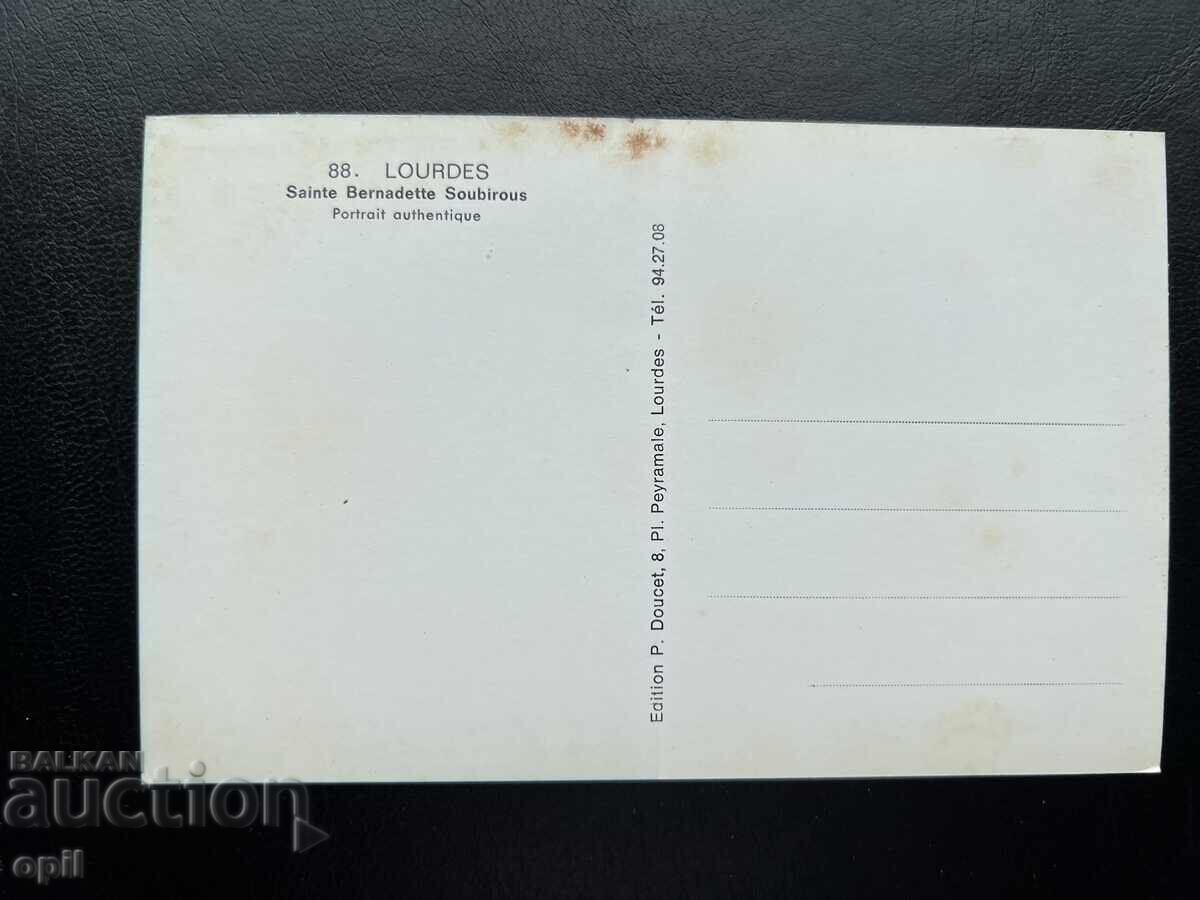 88. LOURDES
Sainte Bernadette Soubirous
Portrait authentique
Edition P. Doucet, 8, Pl. Peyramale, Lourdes - Tél. 94.27.08
BALKAN
auction
opil